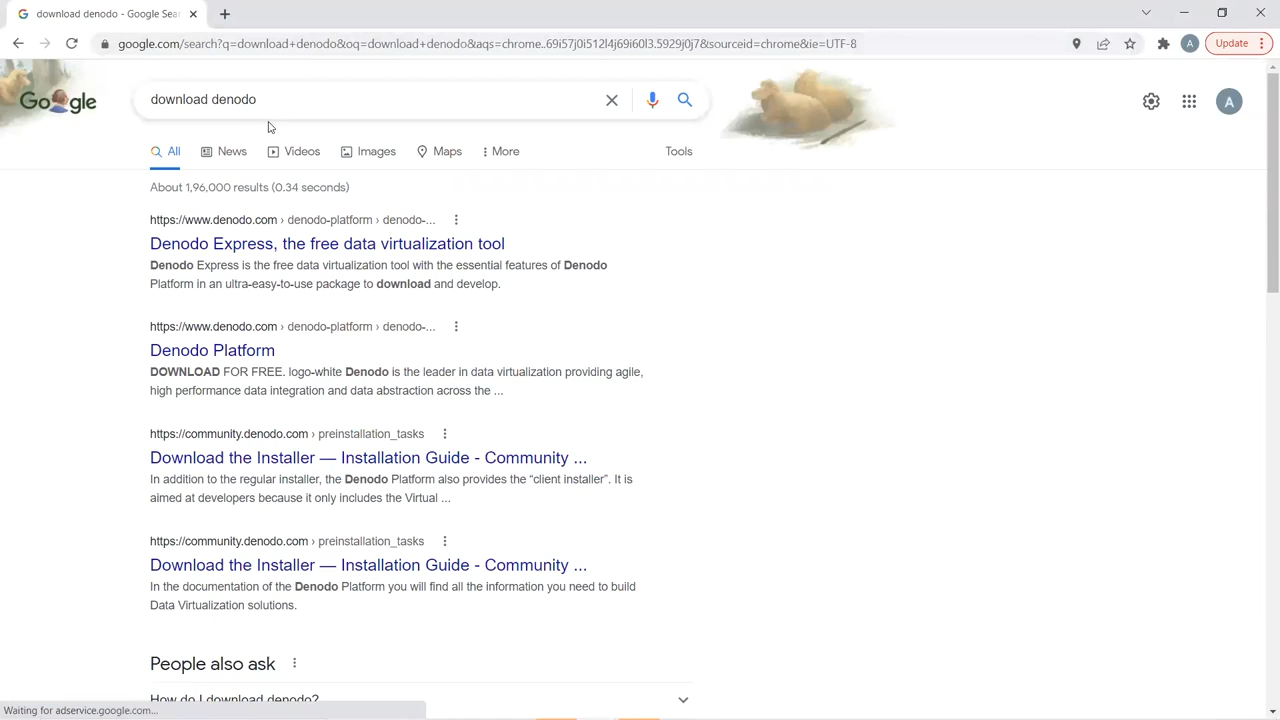 download denodo - Google Sea
google.com/search?q=download+denodo&oq=download+denodo&aqs=chrome..69i57j0i512l4j69i60l3.5929j0j7&sourceid=chrome&ie=UTF-8
A
Update
Google
download denodo
A
All
News
Videos
Images
Maps
More
Tools
About 1,96,000 results (0.34 seconds)
https://www.denodo.com › denodo-platform › denodo-...
Denodo Express, the free data virtualization tool
Denodo Express is the free data virtualization tool with the essential features of Denodo
Platform in an ultra-easy-to-use package to download and develop.
https://www.denodo.com › denodo-platform › denodo-...
Denodo Platform
DOWNLOAD FOR FREE. logo-white Denodo is the leader in data virtualization providing agile,
high performance data integration and data abstraction across the ...
https://community.denodo.com › preinstallation_tasks
Download the Installer — Installation Guide - Community ...
In addition to the regular installer, the Denodo Platform also provides the “client installer”. It is
aimed at developers because it only includes the Virtual ...
https://community.denodo.com › preinstallation_tasks
Download the Installer — Installation Guide - Community ...
In the documentation of the Denodo Platform you will find all the information you need to build
Data Virtualization solutions.
People also ask
How do I download denodo?
Waiting for adservice.google.com...